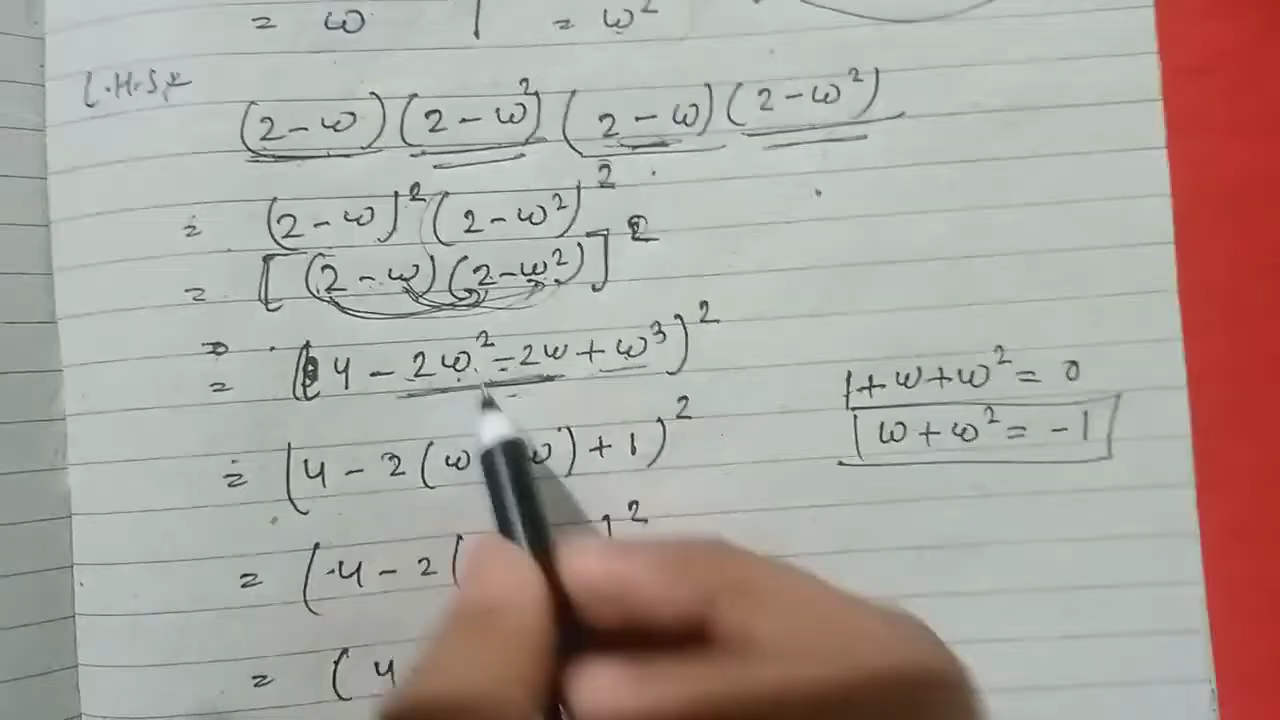 = ω | = ω²
L.H.S,
(2-ω)(2-ω²)(2-ω)(2-ω²)
= (2-ω)²(2-ω²)²
= [(2-ω)(2-ω²)]²
= (4-2ω²-2ω+ω³)²
1+ω+ω²=0
ω+ω²=-1
= (4-2(ω ω)+1)²
= (4-2( )²
= (4